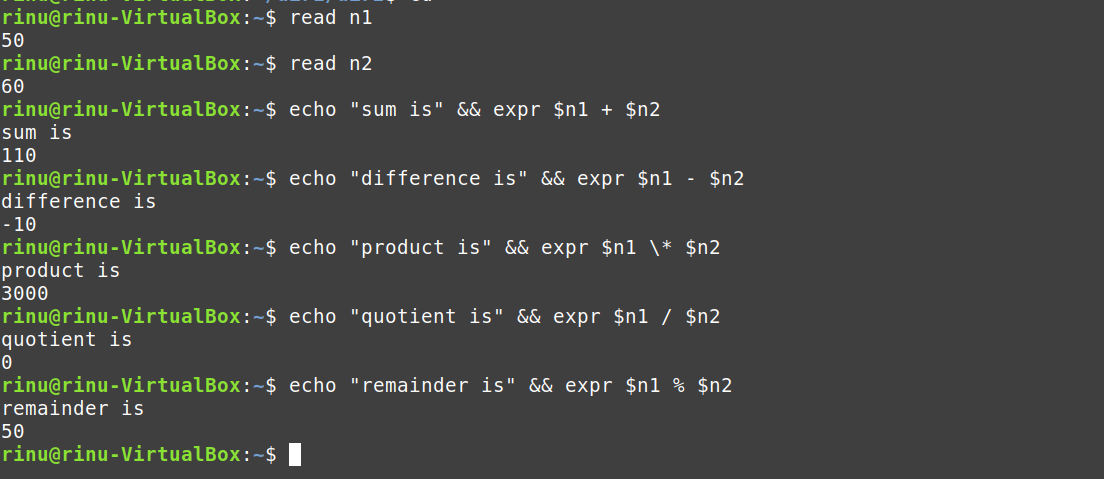 rinu@rinu-VirtualBox:~$ read n1
50
rinu@rinu-VirtualBox:~$ read n2
60
rinu@rinu-VirtualBox:~$ echo "sum is" && expr $n1 + $n2
sum is
110
rinu@rinu-VirtualBox:~$ echo "difference is" && expr $n1 - $n2
difference is
-10
rinu@rinu-VirtualBox:~$ echo "product is" && expr $n1 \* $n2
product is
3000
rinu@rinu-VirtualBox:~$ echo "quotient is" && expr $n1 / $n2
quotient is
0
rinu@rinu-VirtualBox:~$ echo "remainder is" && expr $n1 % $n2
remainder is
50
rinu@rinu-VirtualBox:~$